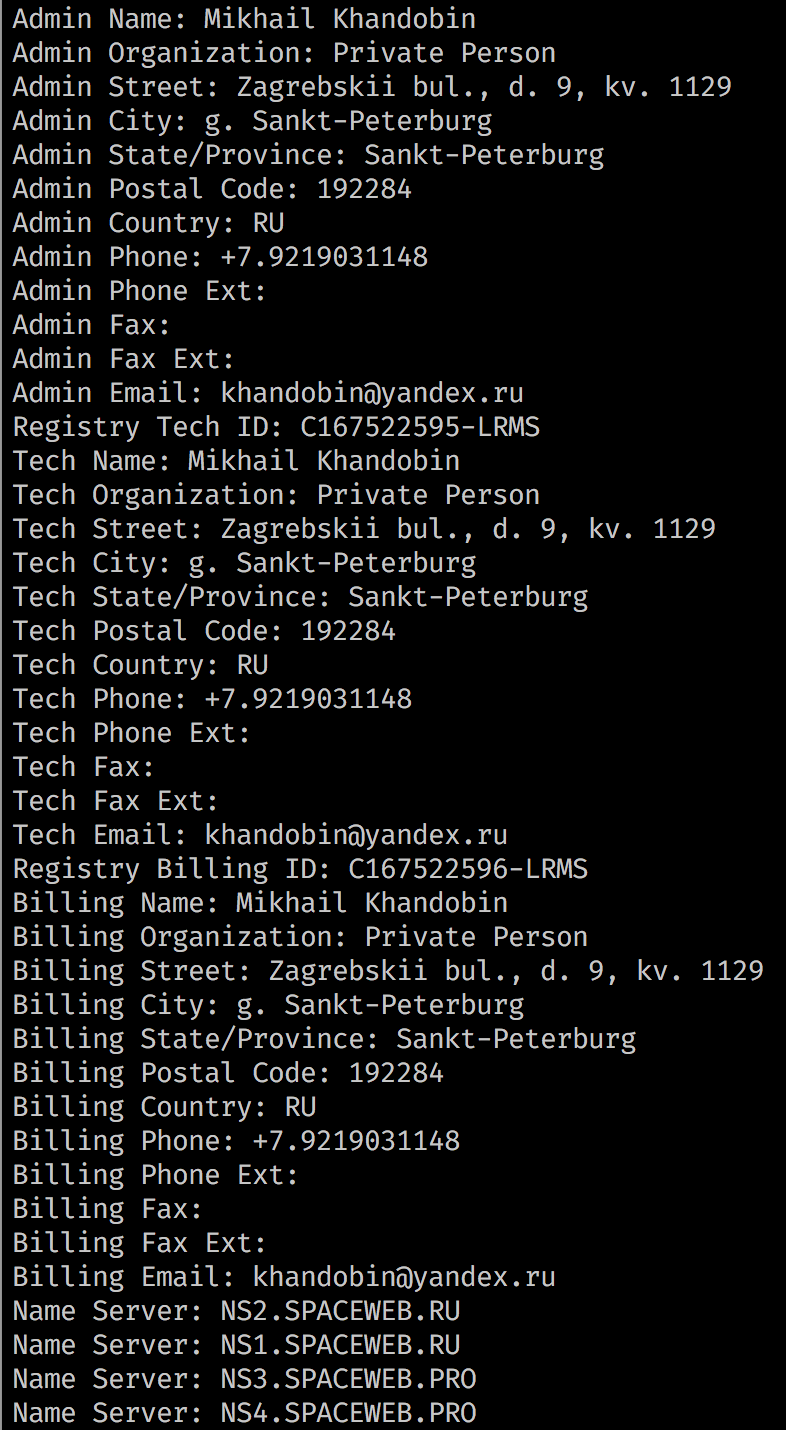 Admin Name: Mikhail Khandobin
Admin Organization: Private Person
Admin Street: Zagrebskii bul., d. 9, kv. 1129
Admin City: g. Sankt-Peterburg
Admin State/Province: Sankt-Peterburg
Admin Postal Code: 192284
Admin Country: RU
Admin Phone: +7.9219031148
Admin Phone Ext:
Admin Fax:
Admin Fax Ext:
Admin Email: khandobin@yandex.ru
Registry Tech ID: C167522595-LRMS
Tech Name: Mikhail Khandobin
Tech Organization: Private Person
Tech Street: Zagrebskii bul., d. 9, kv. 1129
Tech City: g. Sankt-Peterburg
Tech State/Province: Sankt-Peterburg
Tech Postal Code: 192284
Tech Country: RU
Tech Phone: +7.9219031148
Tech Phone Ext:
Tech Fax:
Tech Fax Ext:
Tech Email: khandobin@yandex.ru
Registry Billing ID: C167522596-LRMS
Billing Name: Mikhail Khandobin
Billing Organization: Private Person
Billing Street: Zagrebskii bul., d. 9, kv. 1129
Billing City: g. Sankt-Peterburg
Billing State/Province: Sankt-Peterburg
Billing Postal Code: 192284
Billing Country: RU
Billing Phone: +7.9219031148
Billing Phone Ext:
Billing Fax:
Billing Fax Ext:
Billing Email: khandobin@yandex.ru
Name Server: NS2.SPACEWEB.RU
Name Server: NS1.SPACEWEB.RU
Name Server: NS3.SPACEWEB.PRO
Name Server: NS4.SPACEWEB.PRO